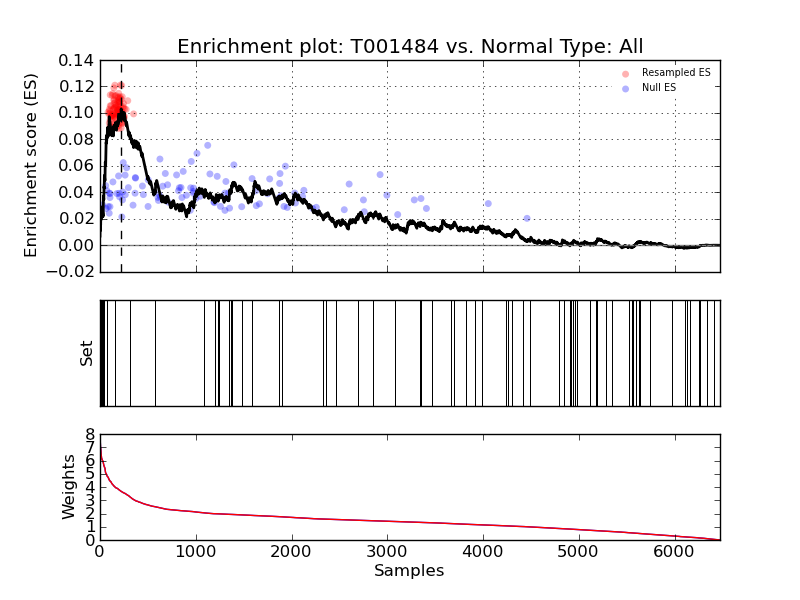 Enrichment plot: T001484 vs. Normal Type: All
Enrichment score (ES)
0.14
0.12
0.10
0.08
0.06
0.04
0.02
0.00
−0.02
Resampled ES
Null ES
Set
Weights
8
7
6
5
4
3
2
1
0
0 1000 2000 3000 4000 5000 6000
Samples